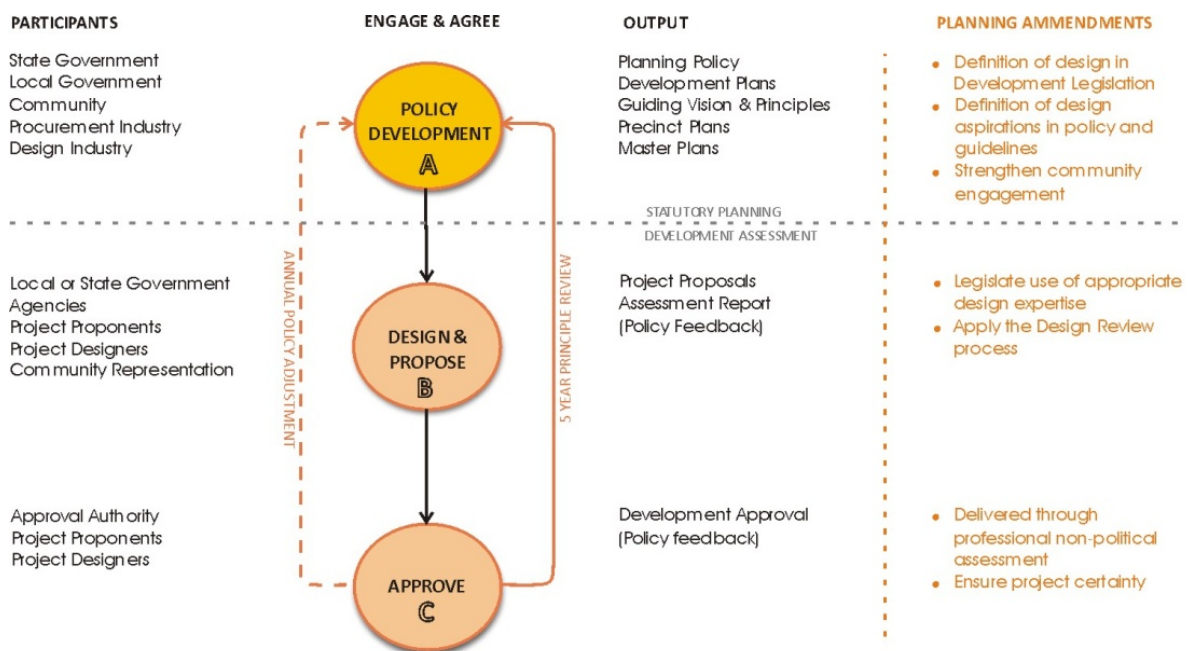 PARTICIPANTS
ENGAGE & AGREE
OUTPUT
PLANNING AMMENDMENTS
State Government
Local Government
Community
Procurement Industry
Design Industry
POLICY
DEVELOPMENT
A
Planning Policy
Development Plans
Guiding Vision & Principles
Precinct Plans
Master Plans
• Definition of design in
Development Legislation
• Definition of design
aspirations in policy and
guidelines
• Strengthen community
engagement
STATUTORY PLANNING
DEVELOPMENT ASSESSMENT
ANNUAL POLICY ADJUSTMENT
5 YEAR PRINCIPLE REVIEW
Local or State Government
Agencies
Project Proponents
Project Designers
Community Representation
DESIGN &
PROPOSE
B
Project Proposals
Assessment Report
(Policy Feedback)
• Legislate use of appropriate
design expertise
• Apply the Design Review
process
Approval Authority
Project Proponents
Project Designers
APPROVE
C
Development Approval
(Policy feedback)
• Delivered through
professional non-political
assessment
• Ensure project certainty